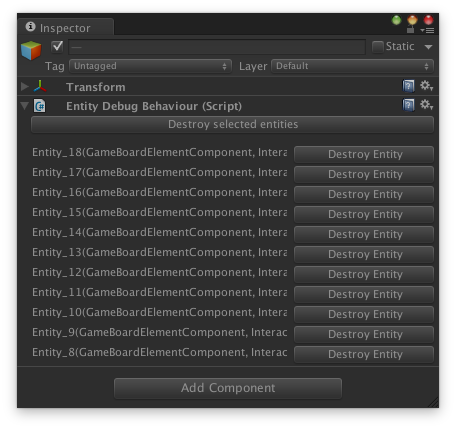 Inspector
— Static
Tag Untagged Layer Default
Transform
Entity Debug Behaviour (Script)
Destroy selected entities
Entity_18(GameBoardElementComponent, Intera Destroy Entity
Entity_17(GameBoardElementComponent, Intera Destroy Entity
Entity_16(GameBoardElementComponent, Intera Destroy Entity
Entity_15(GameBoardElementComponent, Intera Destroy Entity
Entity_14(GameBoardElementComponent, Intera Destroy Entity
Entity_13(GameBoardElementComponent, Intera Destroy Entity
Entity_12(GameBoardElementComponent, Intera Destroy Entity
Entity_11(GameBoardElementComponent, Intera Destroy Entity
Entity_10(GameBoardElementComponent, Intera Destroy Entity
Entity_9(GameBoardElementComponent, Interac Destroy Entity
Entity_8(GameBoardElementComponent, Interac Destroy Entity
Add Component